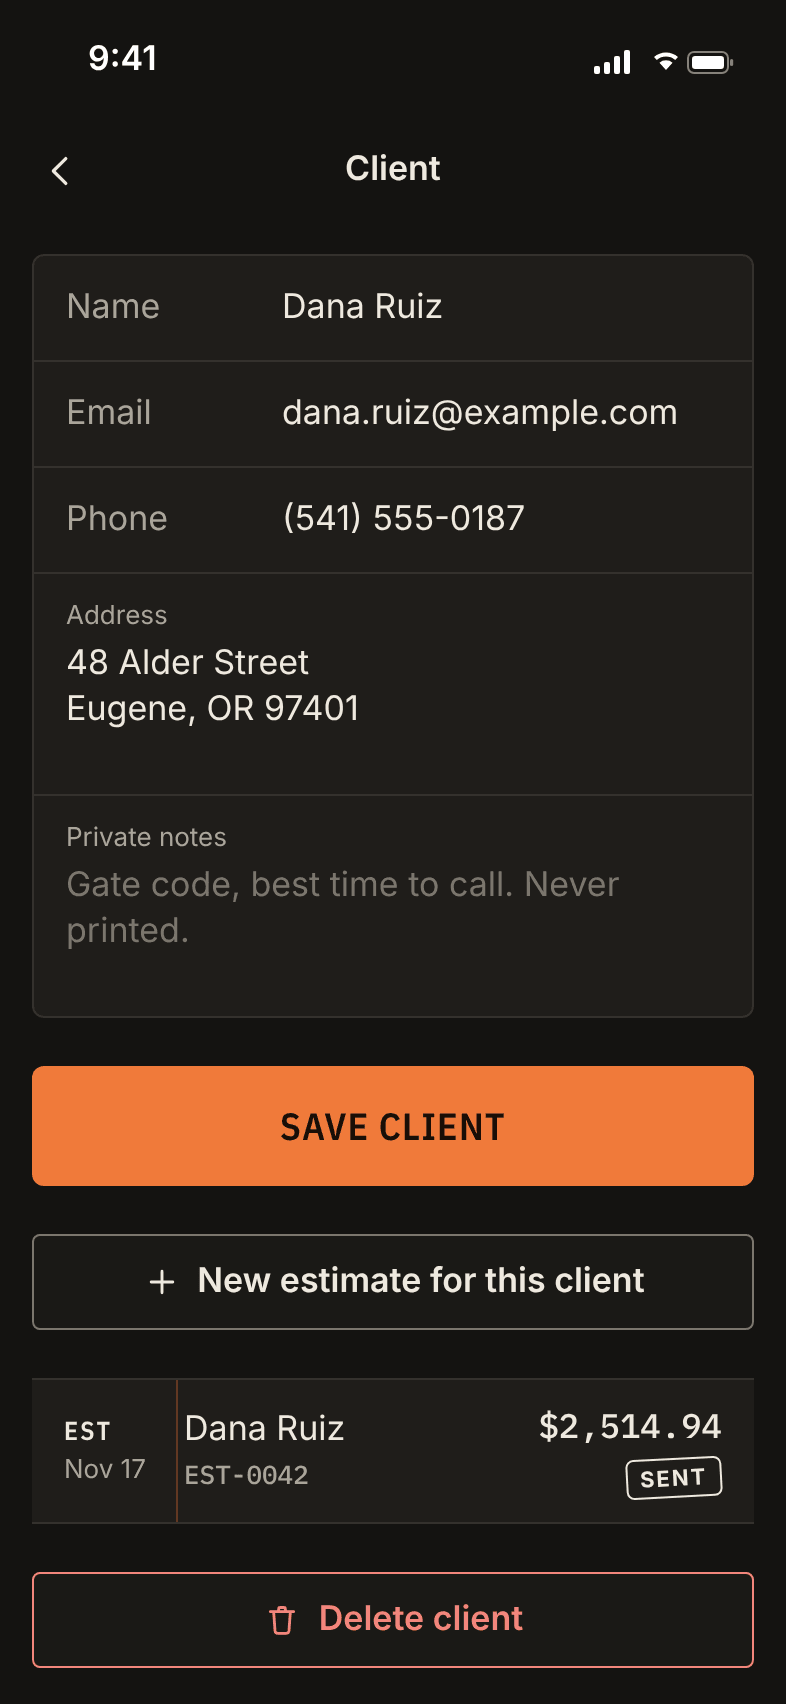 9:41
Client
Name Dana Ruiz
Email dana.ruiz@example.com
Phone (541) 555-0187
Address
48 Alder Street
Eugene, OR 97401
Private notes
Gate code, best time to call. Never
printed.
SAVE CLIENT
New estimate for this client
EST Dana Ruiz $2,514.94
Nov 17 EST-0042 SENT
Delete client